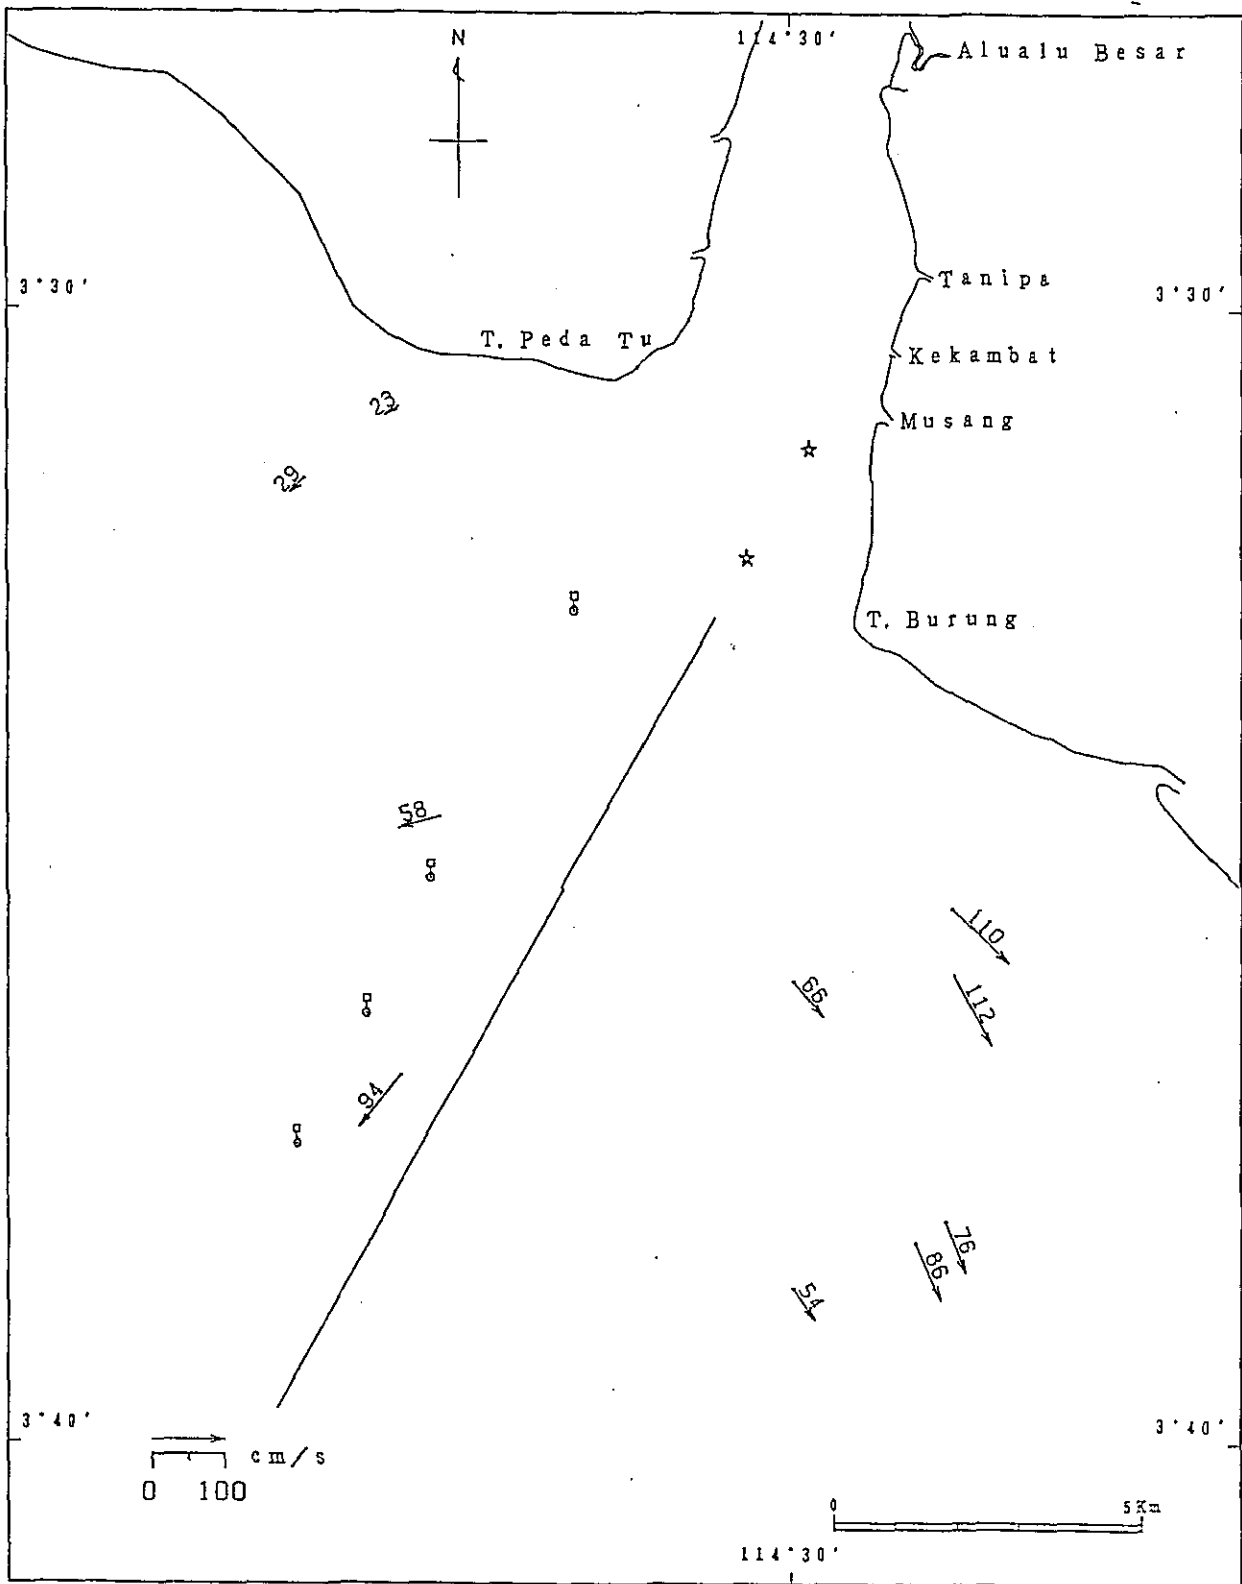 N
114°30'
Alualu Besar
3°30'
Tanipa
3°30'
T. Peda Tu
Kekambat
23
Musang
29
T. Burung
58
110
66
112
94
76
86
54
3°40'
3°40'
cm/s
0 100
0 5Km
114°30'